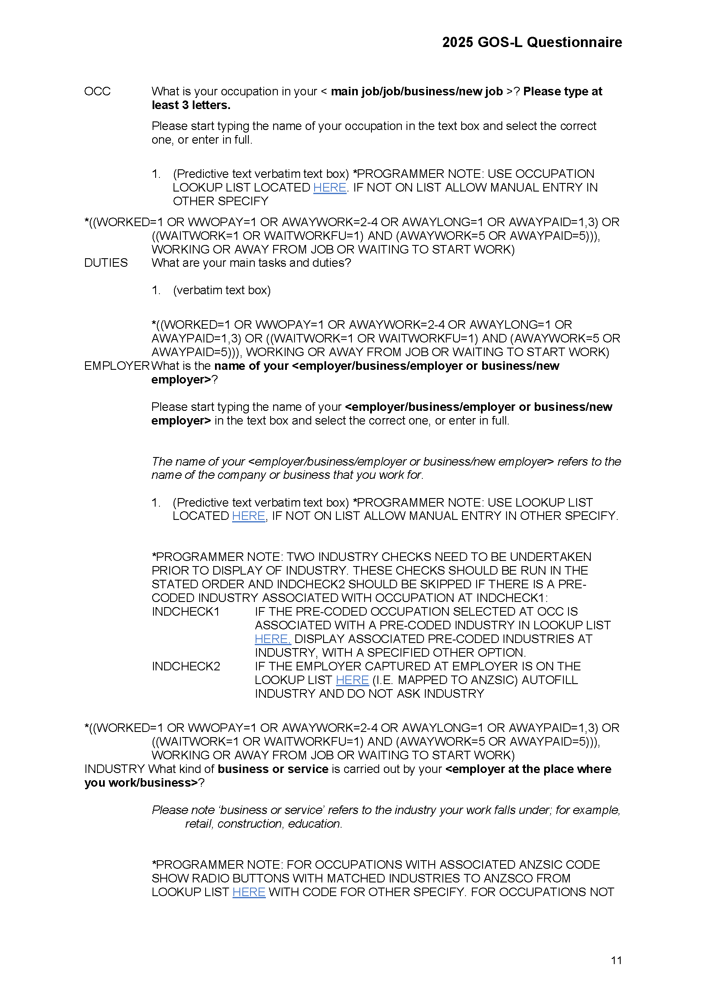 2025 GOS-L Questionnaire
OCC What is your occupation in your < main job/job/business/new job >? Please type at
least 3 letters.
Please start typing the name of your occupation in the text box and select the correct
one, or enter in full.
1. (Predictive text verbatim text box) *PROGRAMMER NOTE: USE OCCUPATION
LOOKUP LIST LOCATED HERE. IF NOT ON LIST ALLOW MANUAL ENTRY IN
OTHER SPECIFY
*((WORKED=1 OR WWOPAY=1 OR AWAYWORK=2-4 OR AWAYLONG=1 OR AWAYPAID=1,3) OR
((WAITWORK=1 OR WAITWORKFU=1) AND (AWAYWORK=5 OR AWAYPAID=5))),
WORKING OR AWAY FROM JOB OR WAITING TO START WORK)
DUTIES What are your main tasks and duties?
1. (verbatim text box)
*((WORKED=1 OR WWOPAY=1 OR AWAYWORK=2-4 OR AWAYLONG=1 OR
AWAYPAID=1,3) OR ((WAITWORK=1 OR WAITWORKFU=1) AND (AWAYWORK=5 OR
AWAYPAID=5))), WORKING OR AWAY FROM JOB OR WAITING TO START WORK)
EMPLOYER What is the name of your <employer/business/employer or business/new
employer>?
Please start typing the name of your <employer/business/employer or business/new
employer> in the text box and select the correct one, or enter in full.
The name of your <employer/business/employer or business/new employer> refers to the
name of the company or business that you work for.
1. (Predictive text verbatim text box) *PROGRAMMER NOTE: USE LOOKUP LIST
LOCATED HERE, IF NOT ON LIST ALLOW MANUAL ENTRY IN OTHER SPECIFY.
*PROGRAMMER NOTE: TWO INDUSTRY CHECKS NEED TO BE UNDERTAKEN
PRIOR TO DISPLAY OF INDUSTRY. THESE CHECKS SHOULD BE RUN IN THE
STATED ORDER AND INDCHECK2 SHOULD BE SKIPPED IF THERE IS A PRE-
CODED INDUSTRY ASSOCIATED WITH OCCUPATION AT INDCHECK1:
INDCHECK1 IF THE PRE-CODED OCCUPATION SELECTED AT OCC IS
ASSOCIATED WITH A PRE-CODED INDUSTRY IN LOOKUP LIST
HERE, DISPLAY ASSOCIATED PRE-CODED INDUSTRIES AT
INDUSTRY, WITH A SPECIFIED OTHER OPTION.
INDCHECK2 IF THE EMPLOYER CAPTURED AT EMPLOYER IS ON THE
LOOKUP LIST HERE (I.E. MAPPED TO ANZSIC) AUTOFILL
INDUSTRY AND DO NOT ASK INDUSTRY
*((WORKED=1 OR WWOPAY=1 OR AWAYWORK=2-4 OR AWAYLONG=1 OR AWAYPAID=1,3) OR
((WAITWORK=1 OR WAITWORKFU=1) AND (AWAYWORK=5 OR AWAYPAID=5))),
WORKING OR AWAY FROM JOB OR WAITING TO START WORK)
INDUSTRY What kind of business or service is carried out by your <employer at the place where
you work/business>?
Please note ‘business or service’ refers to the industry your work falls under; for example,
retail, construction, education.
*PROGRAMMER NOTE: FOR OCCUPATIONS WITH ASSOCIATED ANZSIC CODE
SHOW RADIO BUTTONS WITH MATCHED INDUSTRIES TO ANZSCO FROM
LOOKUP LIST HERE WITH CODE FOR OTHER SPECIFY. FOR OCCUPATIONS NOT
11